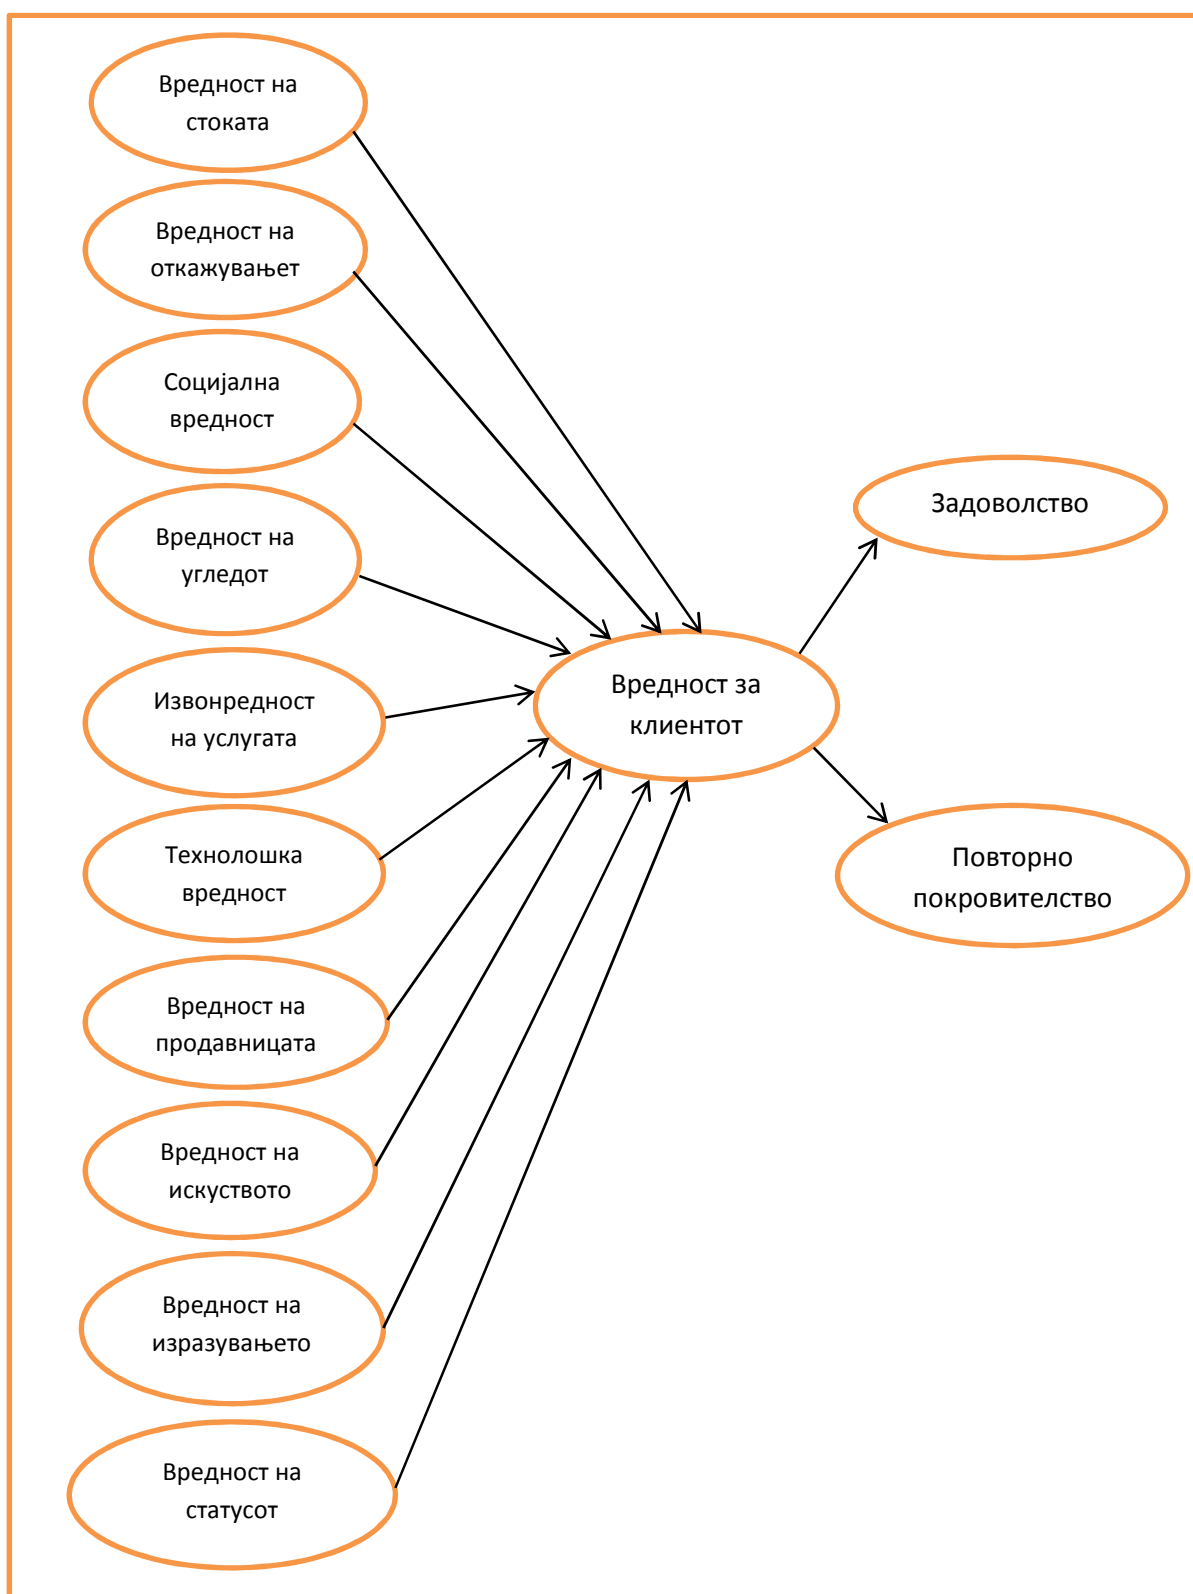 Вредност на
стоката
Вредност на
откажувањет
Социјална
вредност
Вредност на
угледот
Извонредност
на услугата
Технолошка
вредност
Вредност на
продавницата
Вредност на
искуството
Вредност на
изразувањето
Вредност на
статусот
Вредност за
клиентот
Задоволство
Повторно
покровителство